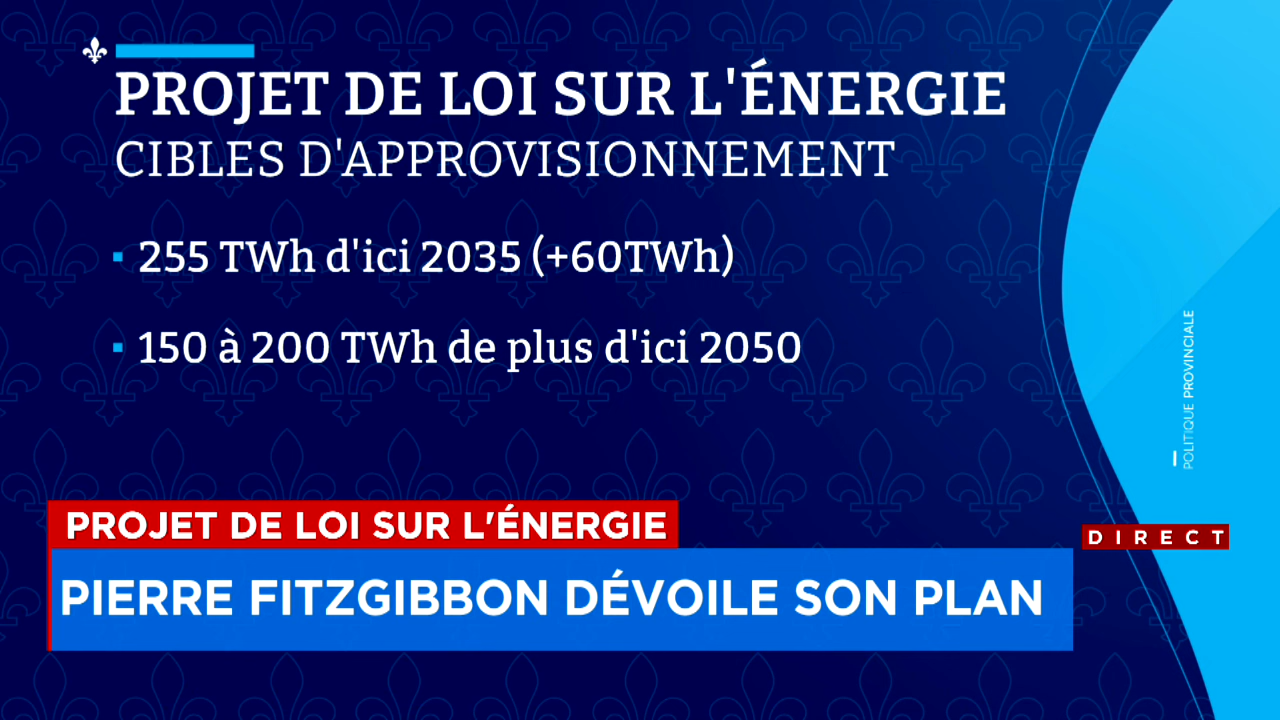 PROJET DE LOI SUR L'ÉNERGIE
CIBLES D'APPROVISIONNEMENT
▪ 255 TWh d'ici 2035 (+60TWh)
▪ 150 à 200 TWh de plus d'ici 2050
POLITIQUE PROVINCIALE
PROJET DE LOI SUR L'ÉNERGIE
DIRECT
PIERRE FITZGIBBON DÉVOILE SON PLAN